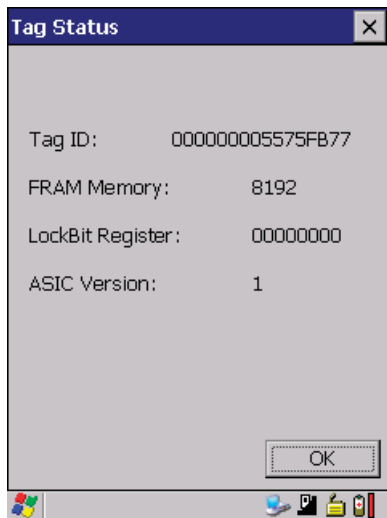 Tag Status
Tag ID: 000000005575FB77
FRAM Memory: 8192
LockBit Register: 00000000
ASIC Version: 1
OK